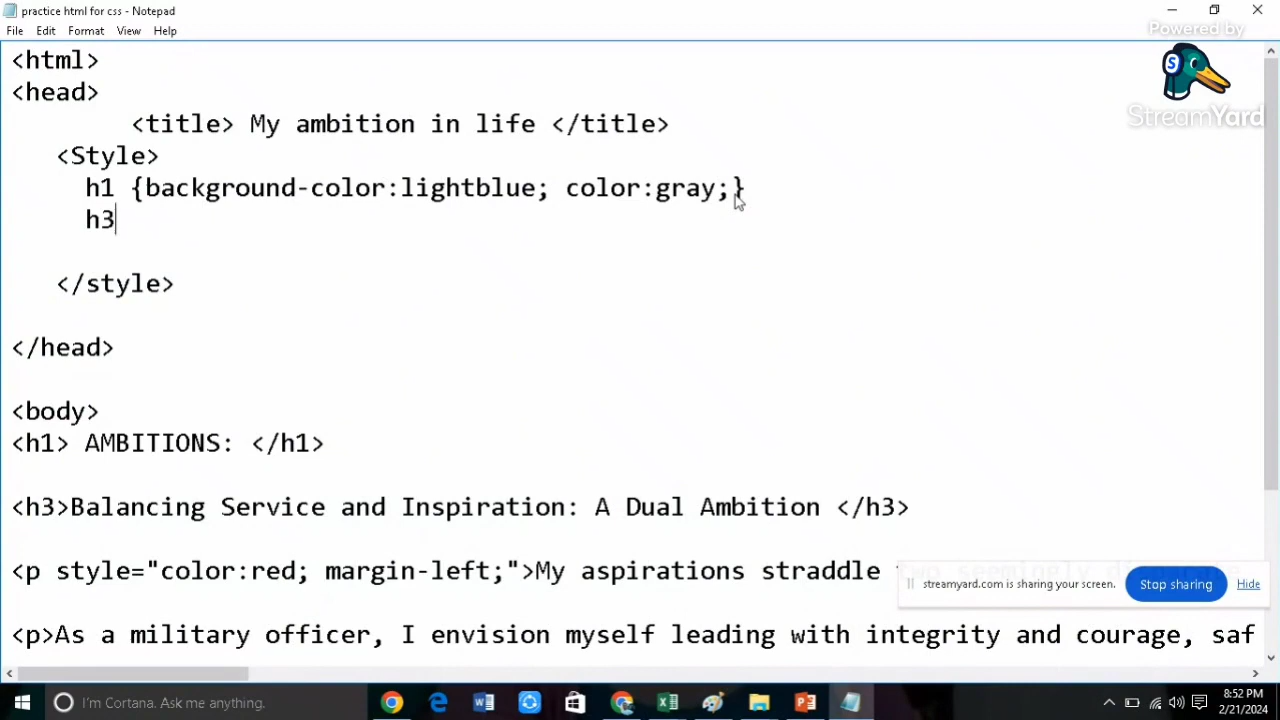 practice html for css - Notepad
File Edit Format View Help
Powered by
S
StreamYard
<html>
<head>
<title> My ambition in life </title>
<Style>
h1 {background-color:lightblue; color:gray;}
h3
</style>
</head>
<body>
<h1> AMBITIONS: </h1>
<h3>Balancing Service and Inspiration: A Dual Ambition </h3>
<p style="color:red; margin-left;">My aspirations straddle two seemingly
streamyard.com is sharing your screen. Stop sharing Hide
<p>As a military officer, I envision myself leading with integrity and courage, saf
I'm Cortana. Ask me anything.
8:52 PM
2/21/2024